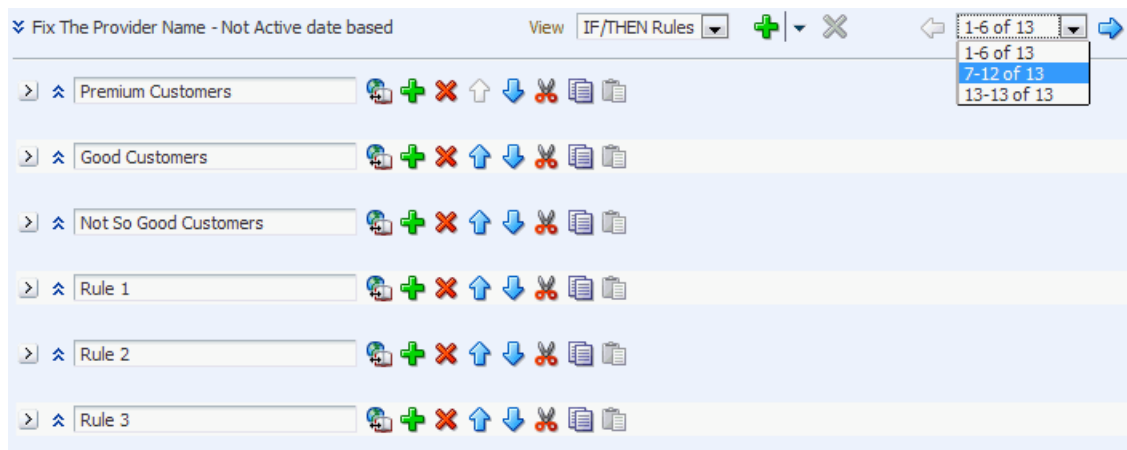 Fix The Provider Name - Not Active date based View IF/THEN Rules 1-6 of 13
1-6 of 13
7-12 of 13
13-13 of 13
Premium Customers
Good Customers
Not So Good Customers
Rule 1
Rule 2
Rule 3